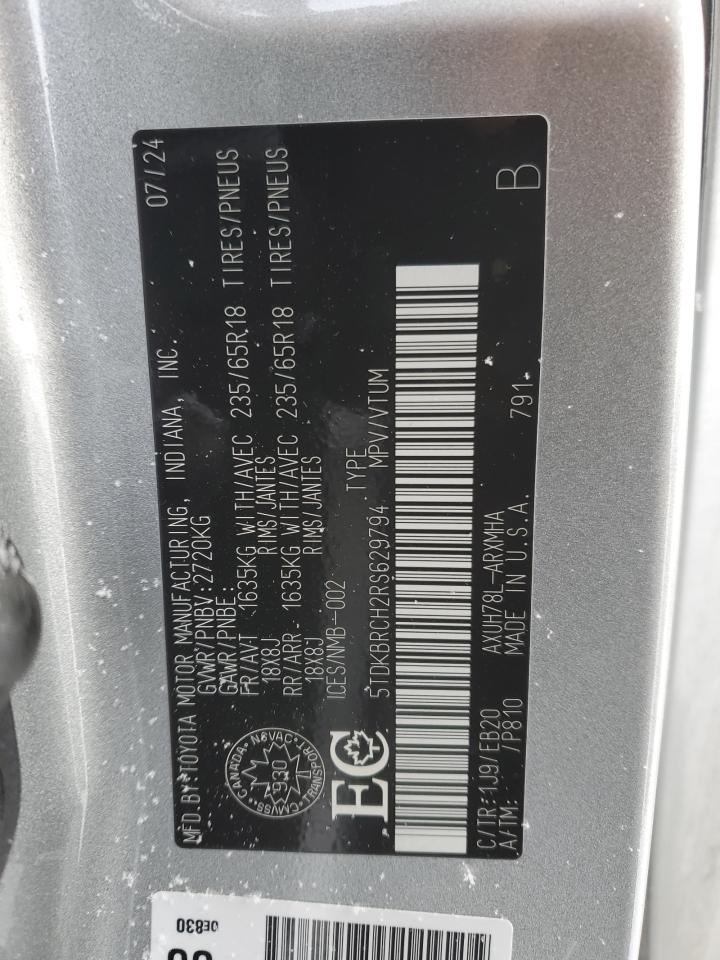 MFD.BY:TOYOTA MOTOR MANUFACTURING, INDIANA, INC. 07/24
GVWR/PNBV:2720KG
GAWR/PNBE:
FR/AVT 1635KG WITH/AVEC 235/65R18 TIRES/PNEUS
18X8J RIMS/JANTES
RR/ARR 1635KG WITH/AVEC 235/65R18 TIRES/PNEUS
18X8J RIMS/JANTES
ICES/NMB-002 TYPE
5TDKBRCH2RS629794 MPV/VTUM
CANADA NSVAC
930
CMVSS TRANSPORT
EC
C/TR: 1J9/EB20 AXUH78L-ARXMHA 791 B
A/TM: /P810 MADE IN U.S.A.
0E830